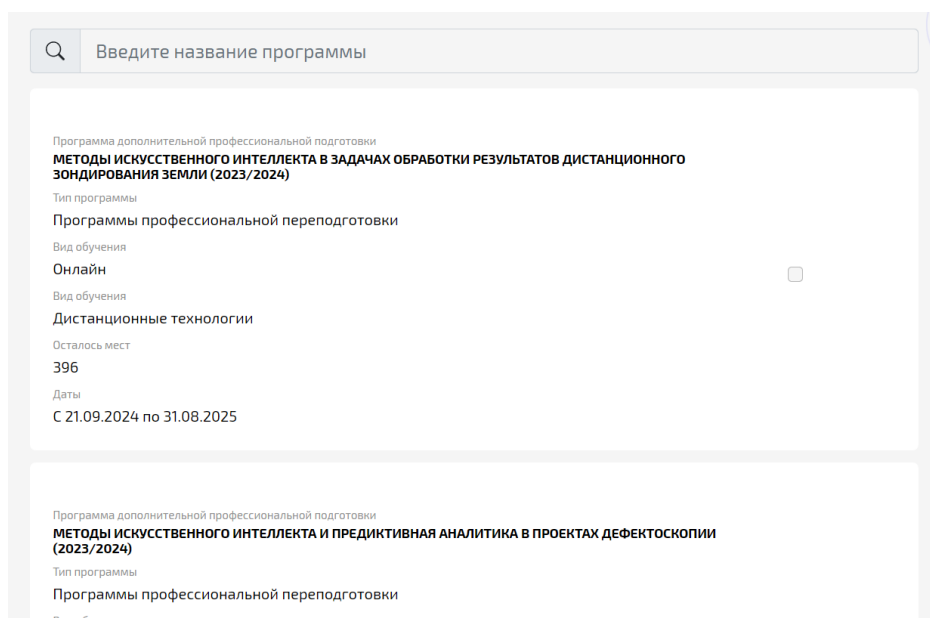 Введите название программы
Программа дополнительной профессиональной подготовки
МЕТОДЫ ИСКУССТВЕННОГО ИНТЕЛЛЕКТА В ЗАДАЧАХ ОБРАБОТКИ РЕЗУЛЬТАТОВ ДИСТАНЦИОННОГО
ЗОНДИРОВАНИЯ ЗЕМЛИ (2023/2024)
Тип программы
Программы профессиональной переподготовки
Вид обучения
Онлайн
Вид обучения
Дистанционные технологии
Осталось мест
396
Даты
С 21.09.2024 по 31.08.2025
Программа дополнительной профессиональной подготовки
МЕТОДЫ ИСКУССТВЕННОГО ИНТЕЛЛЕКТА И ПРЕДИКТИВНАЯ АНАЛИТИКА В ПРОЕКТАХ ДЕФЕКТОСКОПИИ
(2023/2024)
Тип программы
Программы профессиональной переподготовки